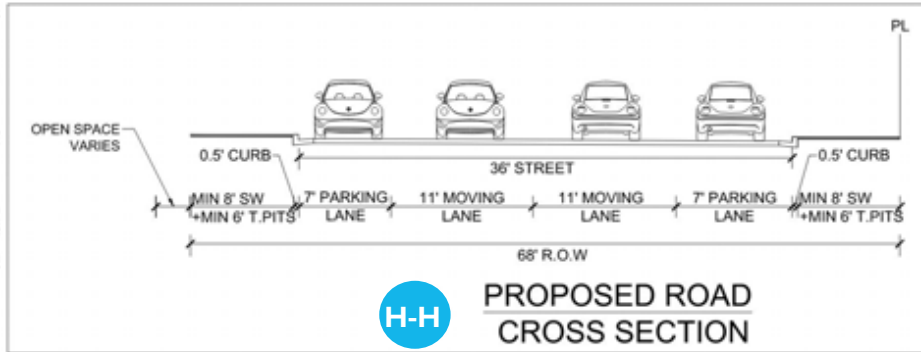 PL
OPEN SPACE
VARIES
0.5' CURB
36' STREET
0.5' CURB
MIN 8' SW
+MIN 6' T.PITS
7' PARKING
LANE
11' MOVING
LANE
11' MOVING
LANE
7' PARKING
LANE
MIN 8' SW
+MIN 6' T.PITS
68' R.O.W
H-H
PROPOSED ROAD
CROSS SECTION